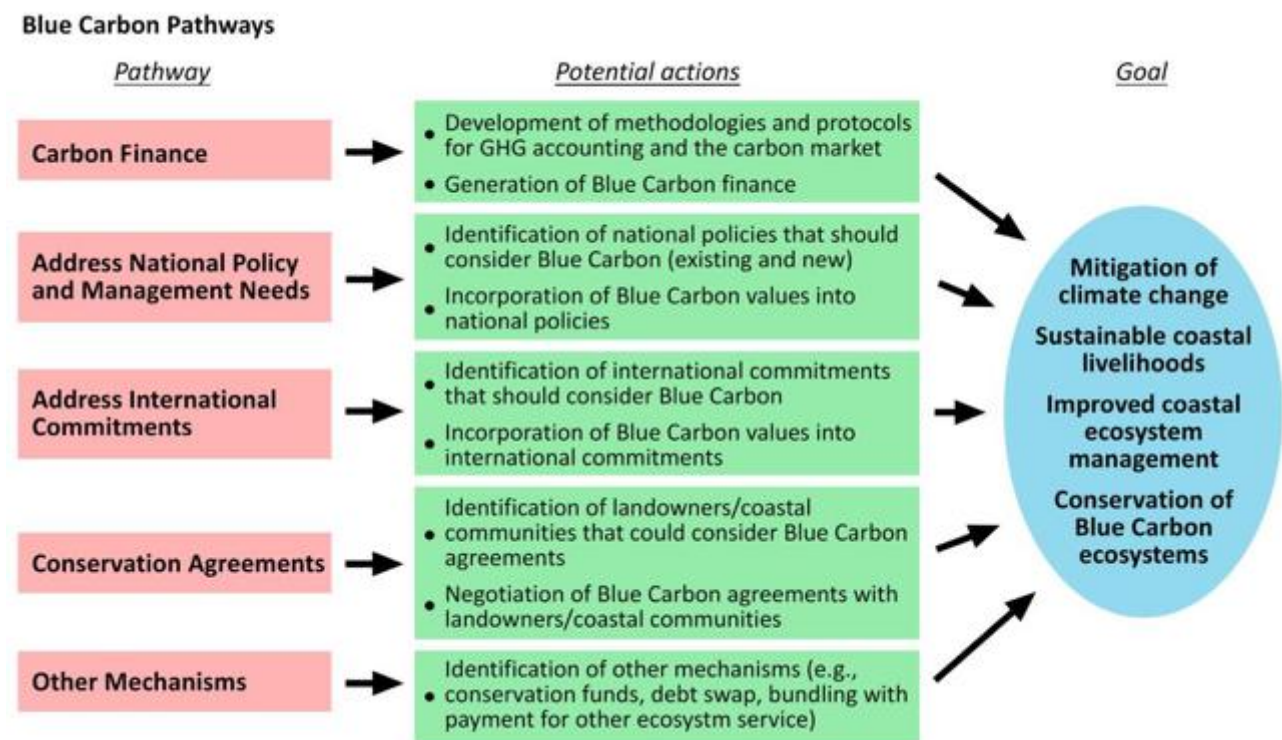 Blue Carbon Pathways
Pathway
Potential actions
Goal
Carbon Finance
• Development of methodologies and protocols
for GHG accounting and the carbon market
• Generation of Blue Carbon finance
Address National Policy
and Management Needs
• Identification of national policies that should
consider Blue Carbon (existing and new)
• Incorporation of Blue Carbon values into
national policies
Address International
Commitments
• Identification of international commitments
that should consider Blue Carbon
• Incorporation of Blue Carbon values into
international commitments
Conservation Agreements
Identification of landowners/coastal
• communities that could consider Blue Carbon
agreements
• Negotiation of Blue Carbon agreements with
landowners/coastal communities
Other Mechanisms
Identification of other mechanisms (e.g.,
• conservation funds, debt swap, bundling with
payment for other ecosystm service)
Mitigation of
climate change
Sustainable coastal
livelihoods
Improved coastal
ecosystem
management
Conservation of
Blue Carbon
ecosystems